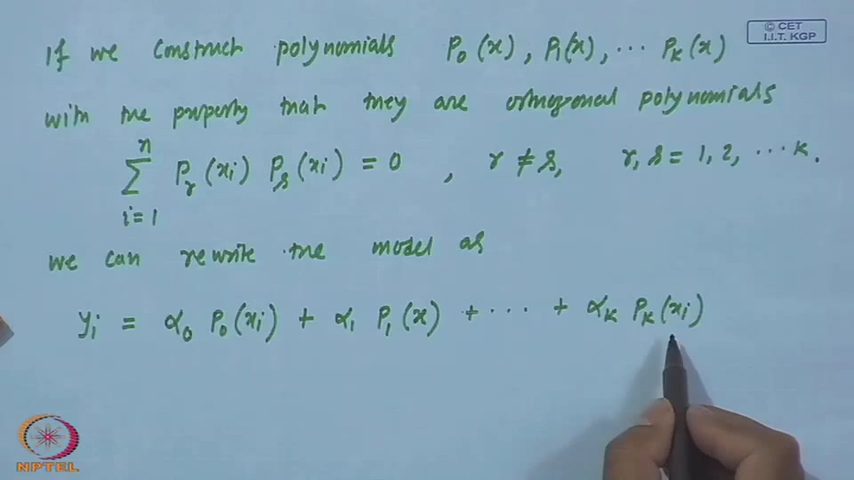 © CET
I.I.T. KGP
If we construct polynomials P₀(x), P₁(x), ⋯ Pₖ(x)
with the property that they are orthogonal polynomials
∑ᵢ₌₁ⁿ Pᵣ(xᵢ) Pₛ(xᵢ) = 0 , r ≠ s, r, s = 1, 2, ⋯ k.
we can rewrite the model as
yᵢ = α₀ P₀(xᵢ) + α₁ P₁(x) + ⋯ + αₖ Pₖ(xᵢ)
NPTEL